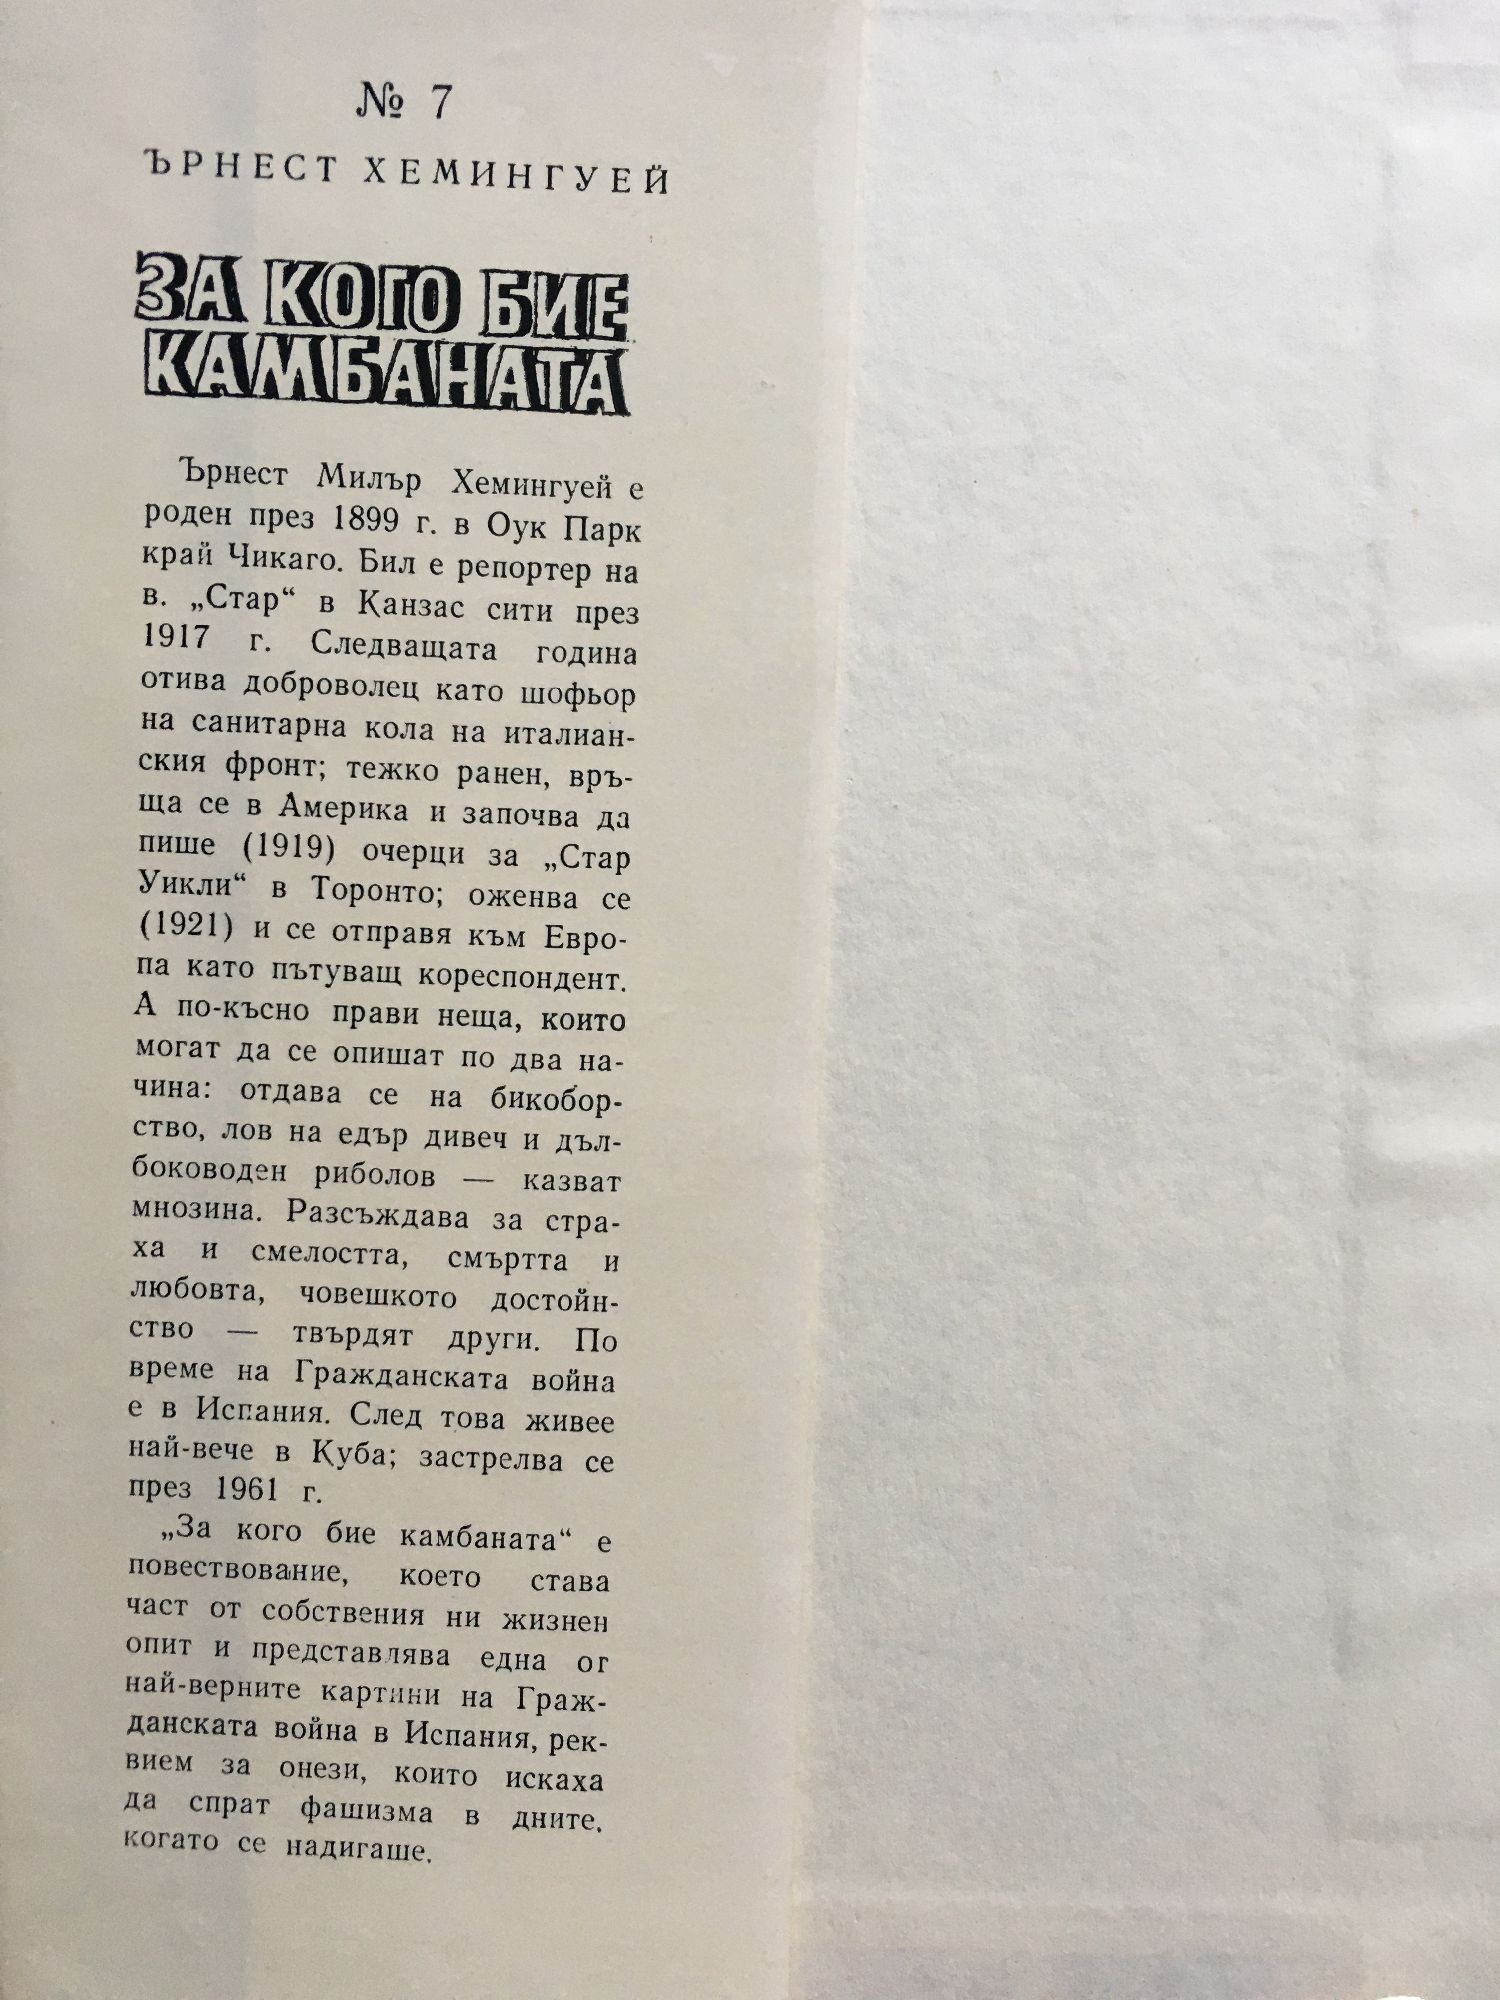 № 7
ЪРНЕСТ ХЕМИНГУЕЙ
ЗА КОГО БИЕ
КАМБАНАТА
Ърнест Милър Хемингуей е
роден през 1899 г. в Оук Парк
край Чикаго. Бил е репортер на
в. „Стар“ в Канзас сити през
1917 г. Следващата година
отива доброволец като шофьор
на санитарна кола на италиан-
ския фронт; тежко ранен, връ-
ща се в Америка и започва да
пише (1919) очерци за „Стар
Уикли“ в Торонто; оженва се
(1921) и се отправя към Евро-
па като пътуващ кореспондент.
А по-късно прави неща, които
могат да се опишат по два на-
чина: отдава се на бикобор-
ство, лов на едър дивеч и дъл-
боководен риболов — казват
мнозина. Разсъждава за стра-
ха и смелостта, смъртта и
любовта, човешкото достойн-
ство — твърдят други. По
време на Гражданската война
е в Испания. След това живее
най-вече в Куба; застрелва се
през 1961 г.
„За кого бие камбаната“ е
повествование, което става
част от собствения ни жизнен
опит и представлява една от
най-верните картини на Граж-
данската война в Испания, рек-
вием за онези, които искаха
да спрат фашизма в дните,
когато се надигаше.